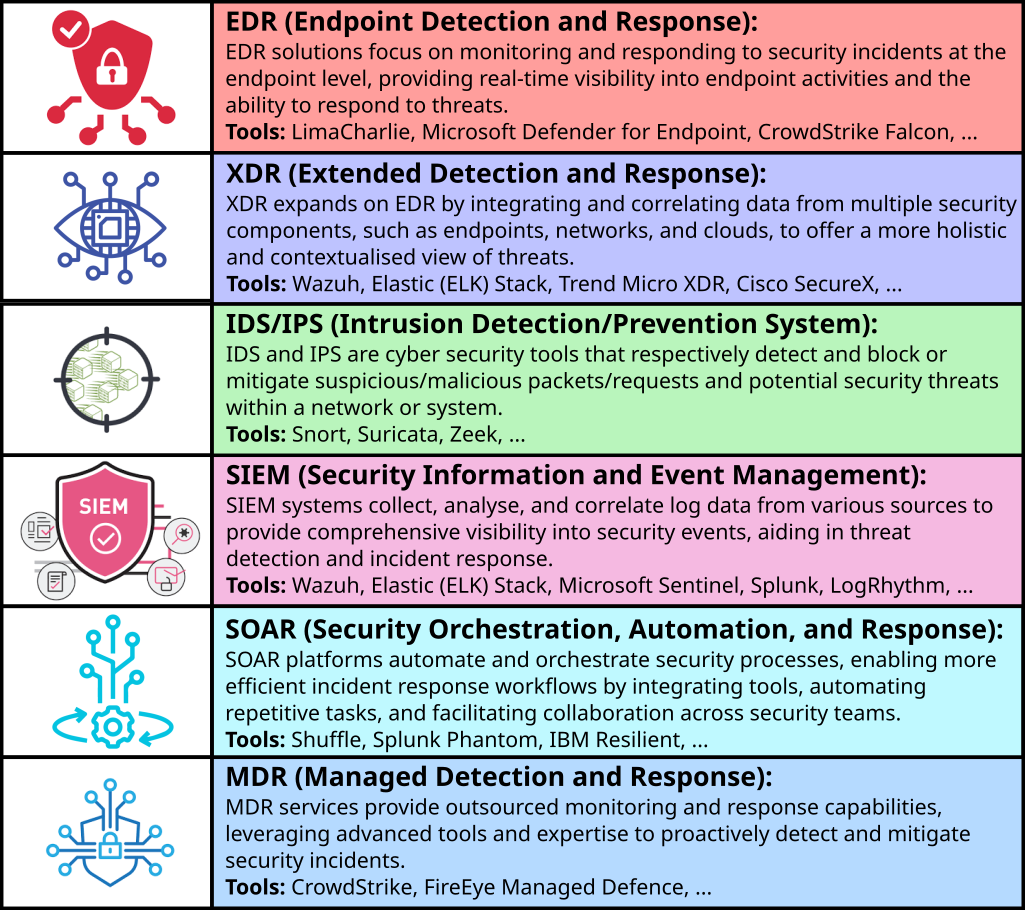 EDR (Endpoint Detection and Response):
EDR solutions focus on monitoring and responding to security incidents at the
endpoint level, providing real-time visibility into endpoint activities and the
ability to respond to threats.
Tools: LimaCharlie, Microsoft Defender for Endpoint, CrowdStrike Falcon, ...
XDR (Extended Detection and Response):
XDR expands on EDR by integrating and correlating data from multiple security
components, such as endpoints, networks, and clouds, to offer a more holistic
and contextualised view of threats.
Tools: Wazuh, Elastic (ELK) Stack, Trend Micro XDR, Cisco SecureX, ...
IDS/IPS (Intrusion Detection/Prevention System):
IDS and IPS are cyber security tools that respectively detect and block or
mitigate suspicious/malicious packets/requests and potential security threats
within a network or system.
Tools: Snort, Suricata, Zeek, ...
SIEM
SIEM (Security Information and Event Management):
SIEM systems collect, analyse, and correlate log data from various sources to
provide comprehensive visibility into security events, aiding in threat
detection and incident response.
Tools: Wazuh, Elastic (ELK) Stack, Microsoft Sentinel, Splunk, LogRhythm, ...
SOAR (Security Orchestration, Automation, and Response):
SOAR platforms automate and orchestrate security processes, enabling more
efficient incident response workflows by integrating tools, automating
repetitive tasks, and facilitating collaboration across security teams.
Tools: Shuffle, Splunk Phantom, IBM Resilient, ...
MDR (Managed Detection and Response):
MDR services provide outsourced monitoring and response capabilities,
leveraging advanced tools and expertise to proactively detect and mitigate
security incidents.
Tools: CrowdStrike, FireEye Managed Defence, ...